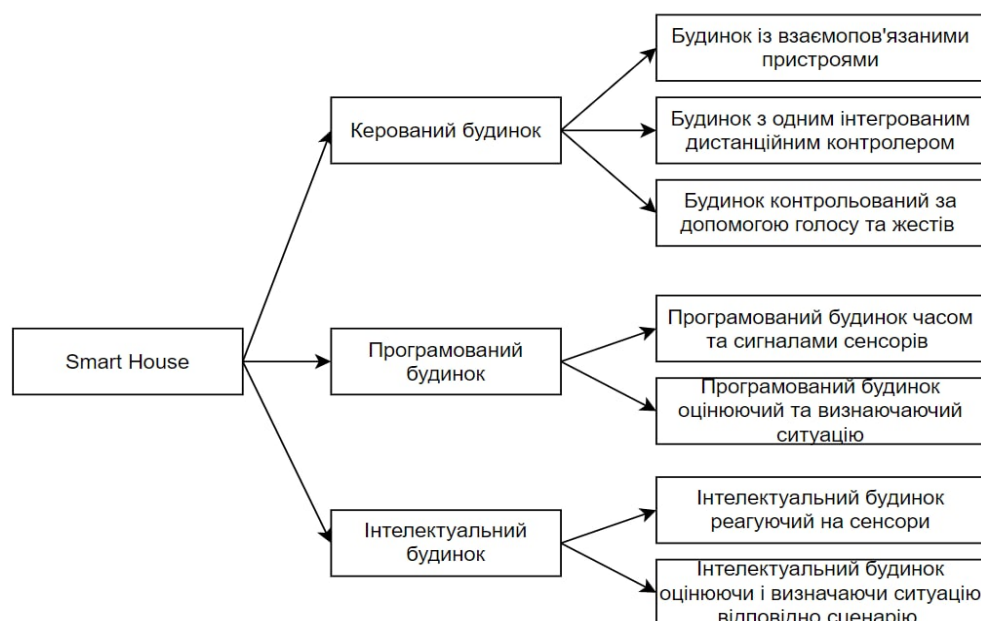 Будинок із взаємопов'язаними
пристроями
Керований будинок
Будинок з одним інтегрованим
дистанційним контролером
Будинок контрольований за
допомогою голосу та жестів
Smart House
Програмований
будинок
Програмований будинок часом
та сигналами сенсорів
Програмований будинок
оцінюючий та визнаючаючий
ситуацію
Інтелектуальний
будинок
Інтелектуальний будинок
реагуючий на сенсори
Інтелектуальний будинок
оцінюючи і визначаючи ситуацію
відповідно сценарію